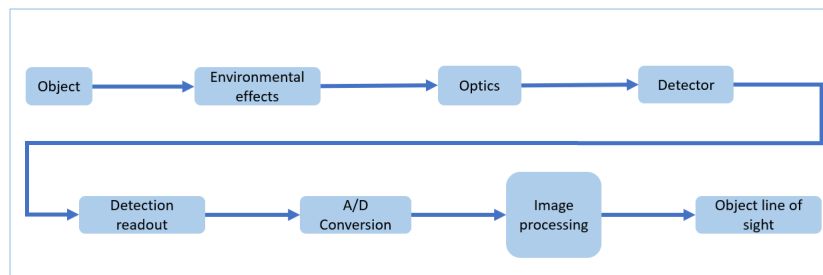 Object
Environmental
effects
Optics
Detector
Detection
readout
A/D
Conversion
Image
processing
Object line of
sight